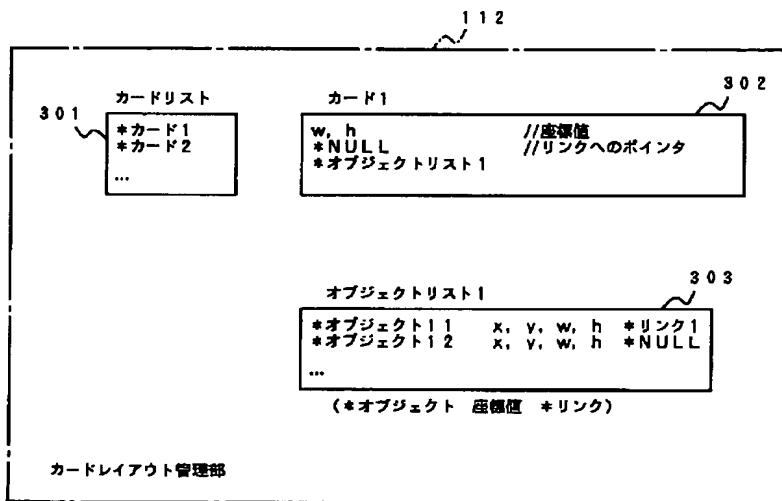 112
カードリスト
301
*カード1
*カード2
...
カード1
302
w, h //座標値
*NULL //リンクへのポインタ
*オブジェクトリスト1
オブジェクトリスト1
303
*オブジェクト11 x, y, w, h *リンク1
*オブジェクト12 x, y, w, h *NULL
...
(*オブジェクト 座標値 *リンク)
カードレイアウト管理部